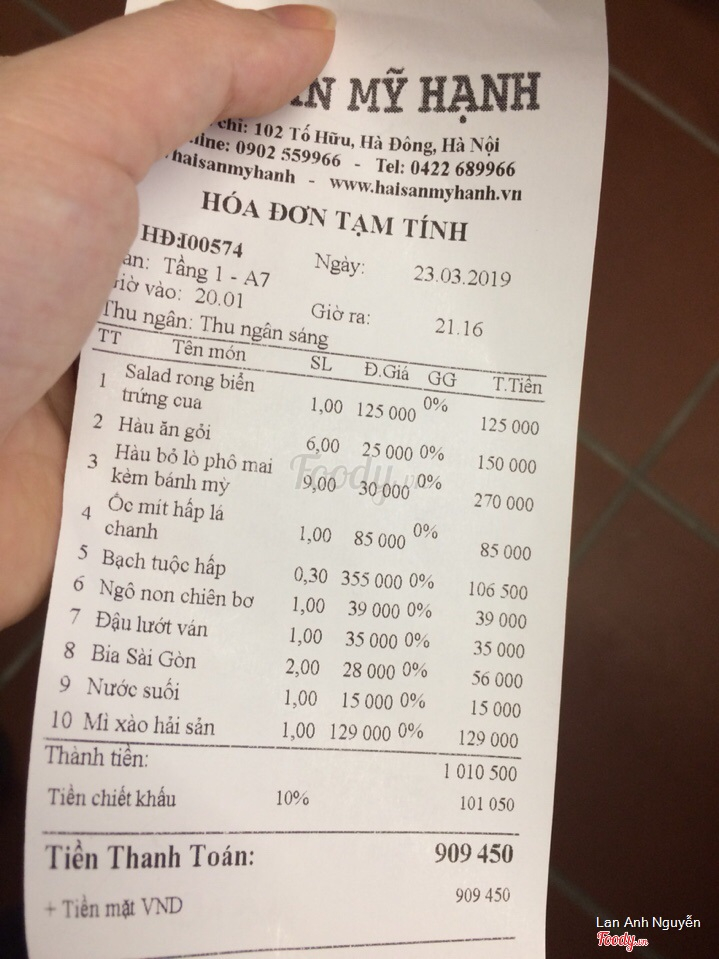 MỸ HẠNH
chỉ: 102 Tố Hữu, Hà Đông, Hà Nội
0902 559966 - Tel: 0422 689966
haisanmyhanh - www.haisanmyhanh.vn
HÓA ĐƠN TẠM TÍNH
HĐ:I00574
Ngày: 23.03.2019
Tầng 1 - A7
Giờ vào: 20.01 Giờ ra: 21.16
Thu ngân: Thu ngân sáng
TT Tên món SL Đ.Giá GG T.Tiền
1 Salad rong biển trứng cua 1,00 125 000 0% 125 000
2 Hàu ăn gỏi 6,00 25 000 0% 150 000
3 Hàu bỏ lò phô mai kèm bánh mỳ 9,00 30 000 0% 270 000
4 Ốc mít hấp lá chanh 1,00 85 000 0% 85 000
5 Bạch tuộc hấp 0,30 355 000 0% 106 500
6 Ngô non chiên bơ 1,00 39 000 0% 39 000
7 Đậu lướt ván 1,00 35 000 0% 35 000
8 Bia Sài Gòn 2,00 28 000 0% 56 000
9 Nước suối 1,00 15 000 0% 15 000
10 Mì xào hải sản 1,00 129 000 0% 129 000
Thành tiền: 1 010 500
Tiền chiết khấu 10% 101 050
Tiền Thanh Toán: 909 450
+ Tiền mặt VND 909 450
Foody.vn
Lan Anh Nguyễn
Foody.vn